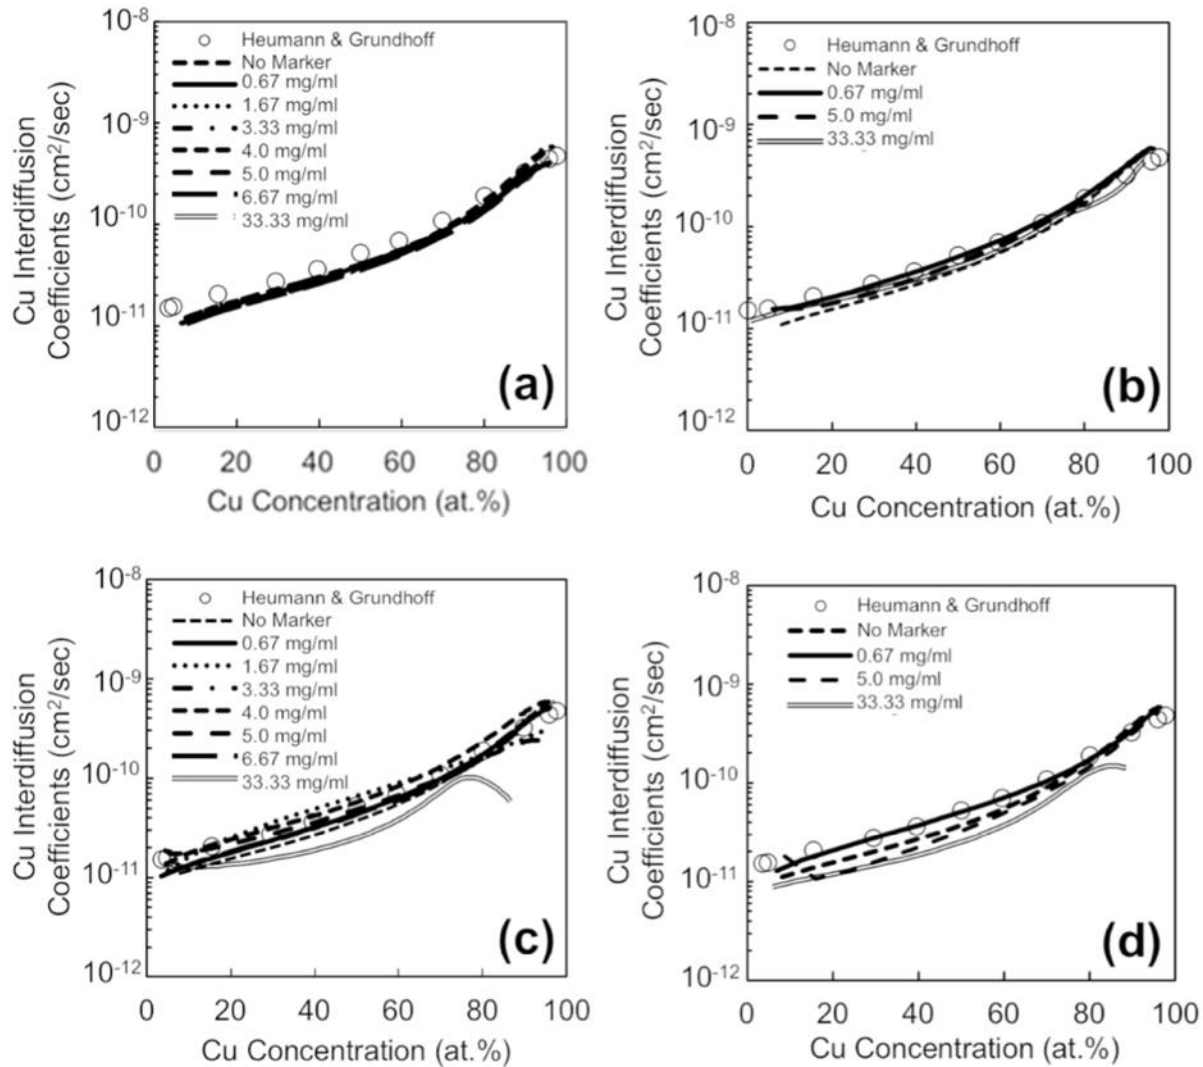 10-8
10-9
10-10
10-11
10-12
Cu Interdiffusion
Coefficients (cm2/sec)
Heumann & Grundhoff
No Marker
0.67 mg/ml
1.67 mg/ml
3.33 mg/ml
4.0 mg/ml
5.0 mg/ml
6.67 mg/ml
33.33 mg/ml
(a)
0 20 40 60 80 100
Cu Concentration (at.%)
10-8
10-9
10-10
10-11
10-12
Cu Interdiffusion
Coefficients (cm2/sec)
Heumann & Grundhoff
No Marker
0.67 mg/ml
5.0 mg/ml
33.33 mg/ml
(b)
0 20 40 60 80 100
Cu Concentration (at.%)
10-8
10-9
10-10
10-11
10-12
Cu Interdiffusion
Coefficients (cm2/sec)
Heumann & Grundhoff
No Marker
0.67 mg/ml
1.67 mg/ml
3.33 mg/ml
4.0 mg/ml
5.0 mg/ml
6.67 mg/ml
33.33 mg/ml
(c)
0 20 40 60 80 100
Cu Concentration (at.%)
10-8
10-9
10-10
10-11
10-12
Cu Interdiffusion
Coefficients (cm2/sec)
Heumann & Grundhoff
No Marker
0.67 mg/ml
5.0 mg/ml
33.33 mg/ml
(d)
0 20 40 60 80 100
Cu Concentration (at.%)